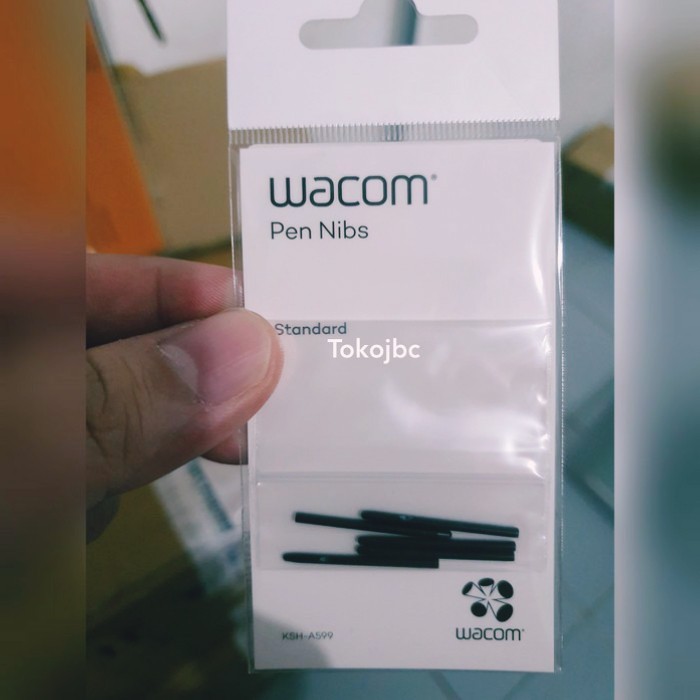 wacom®
Pen Nibs
Standard
Tokojbc
wacom®
KSH-A599